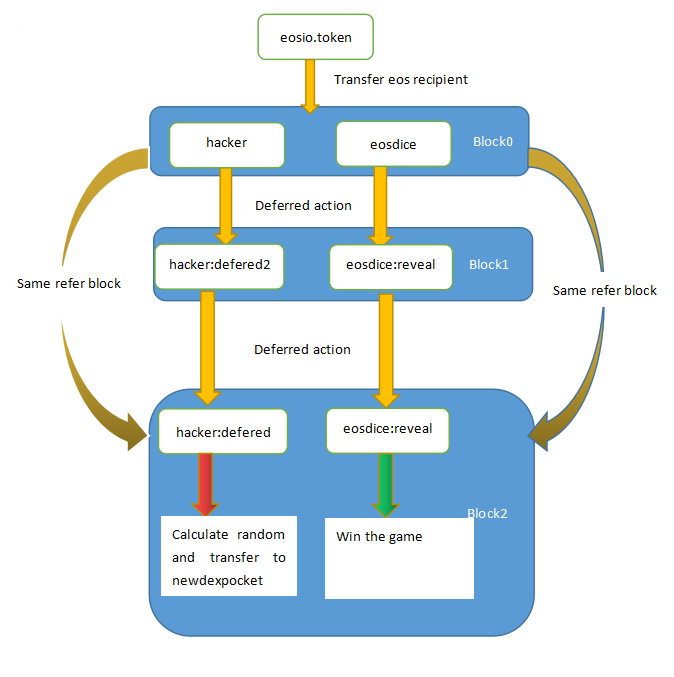 eosio.token
Transfer eos recipient
hacker
eosdice
Block0
Deferred action
Same refer block
hacker:defered2
eosdice:reveal
Block1
Same refer block
Deferred action
hacker:defered
eosdice:reveal
Block2
Calculate random
and transfer to
newdexpocket
Win the game